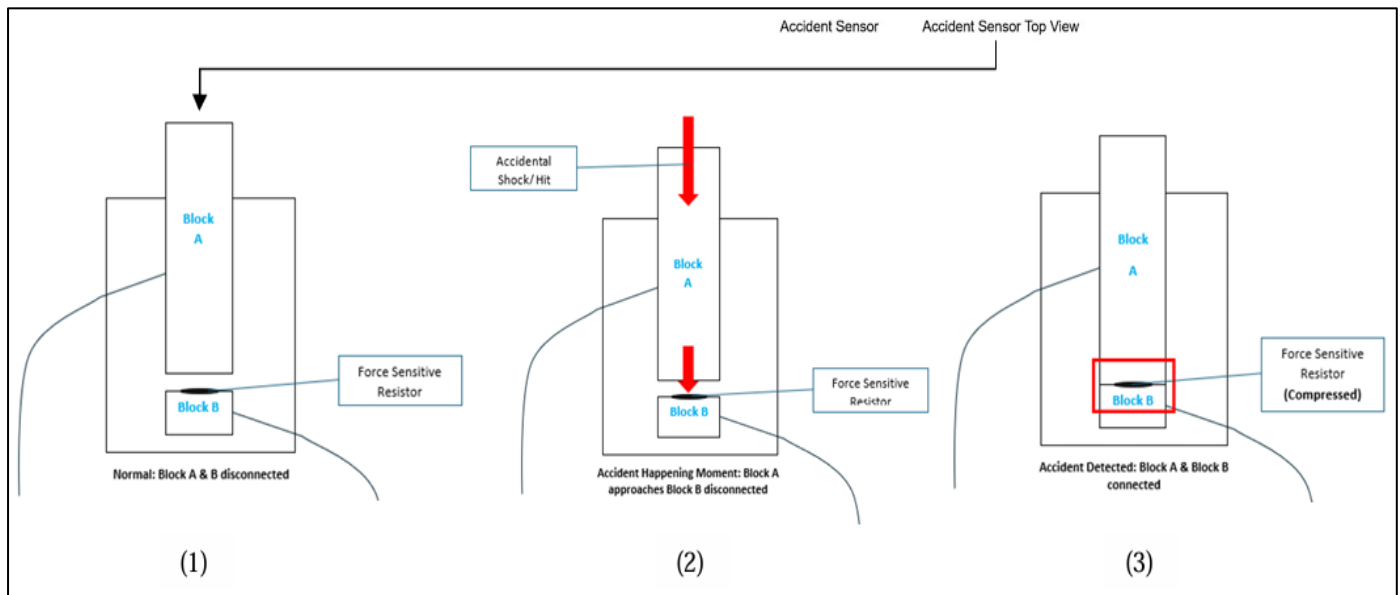 Accident Sensor
Accident Sensor Top View
Block
A
Force Sensitive
Resistor
Block B
Normal: Block A & B disconnected
(1)
Accidental
Shock/ Hit
Block
A
Force Sensitive
Resistor
Block B
Accident Happening Moment: Block A
approaches Block B disconnected
(2)
Block
A
Force Sensitive
Resistor
(Compressed)
Block B
Accident Detected: Block A & Block B
connected
(3)